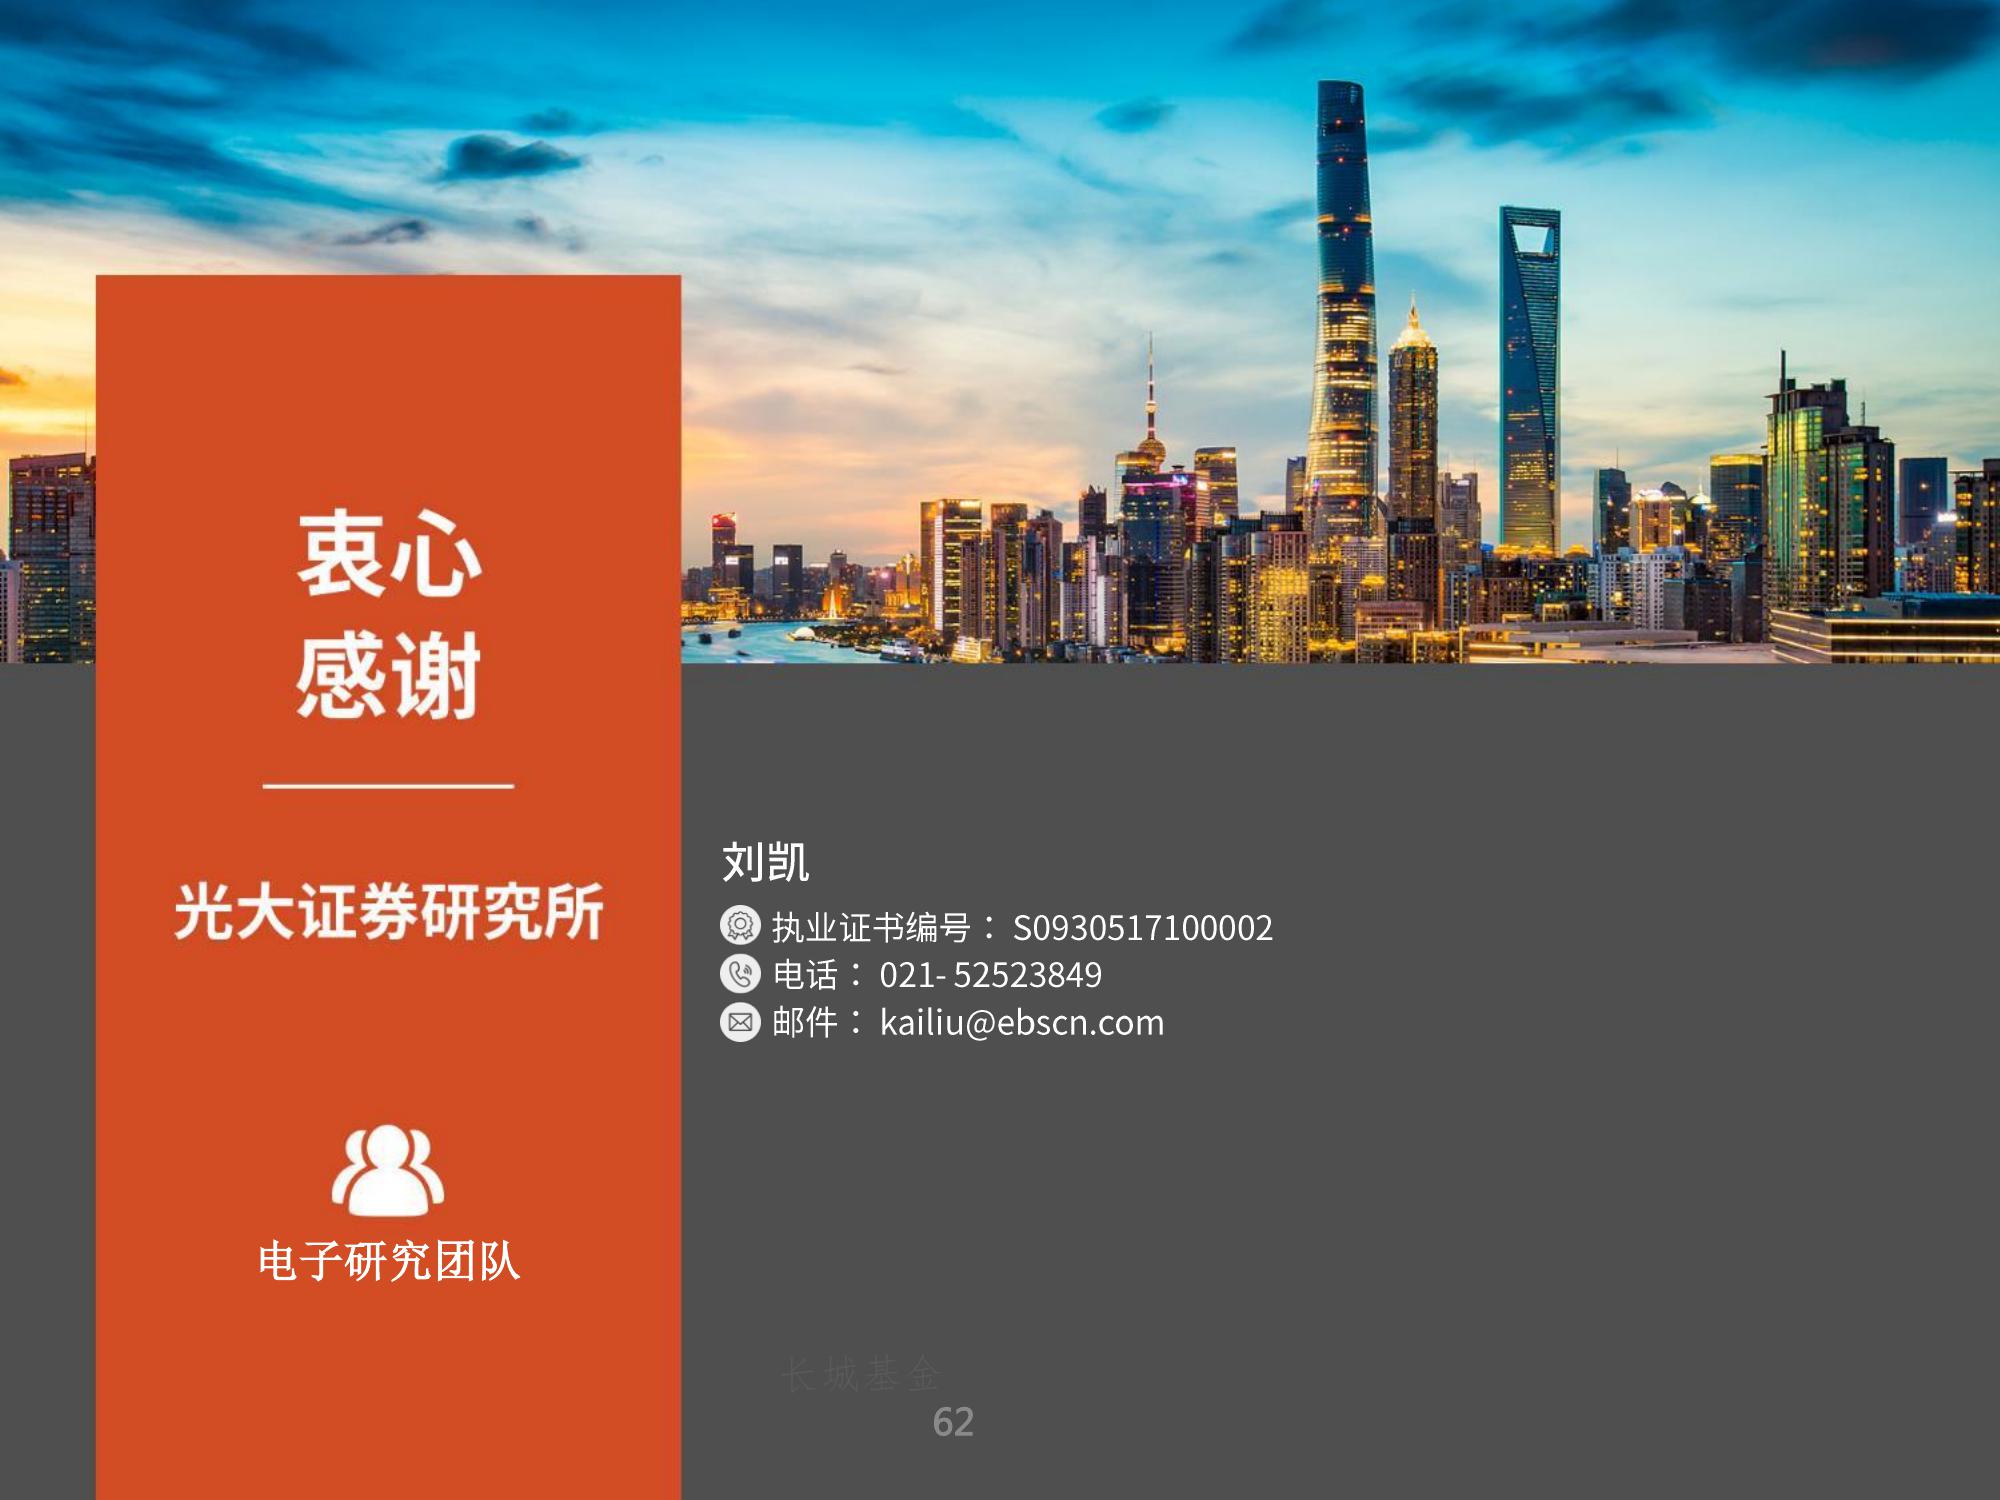 衷心
感谢
光大证券研究所
电子研究团队
刘凯
执业证书编号：S0930517100002
电话：021- 52523849
邮件：kailiu@ebscn.com
长城基金
62